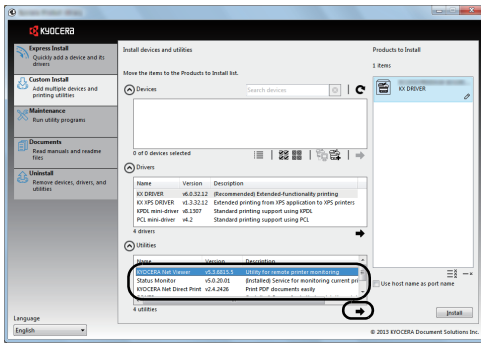 KYOCERA
Express Install
Quickly add a device and its
drivers
Custom Install
Add multiple devices and
printing utilities
Maintenance
Run utility programs
Documents
Read manuals and readme
files
Uninstall
Remove devices, drivers, and
utilities
Language
English
Install devices and utilities
Move the items to the Products to Install list.
Devices
Search devices
0 of 0 devices selected
Drivers
Name Version Description
KX DRIVER v6.0.32.12 (Recommended) Extended-functionality printing
KX XPS DRIVER v1.3.32.12 Extended printing from XPS application to XPS printers
KPDL mini-driver v8.1307 Standard printing support using KPDL
PCL mini-driver v4.2 Standard printing support using PCL
4 drivers
Utilities
Name Version Description
KYOCERA Net Viewer v5.3.6815.5 Utility for remote printer monitoring
Status Monitor v5.0.20.01 (Installed) Service for monitoring current pri
KYOCERA Net Direct Print v2.4.2426 Print PDF documents easily
4 utilities
Products to Install
1 items
KX DRIVER
Use host name as port name
Install
© 2013 KYOCERA Document Solutions Inc.